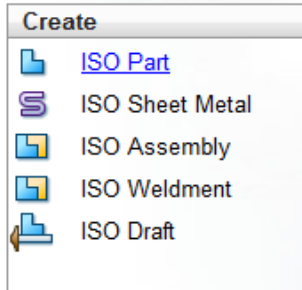 Create
ISO Part
ISO Sheet Metal
ISO Assembly
ISO Weldment
ISO Draft